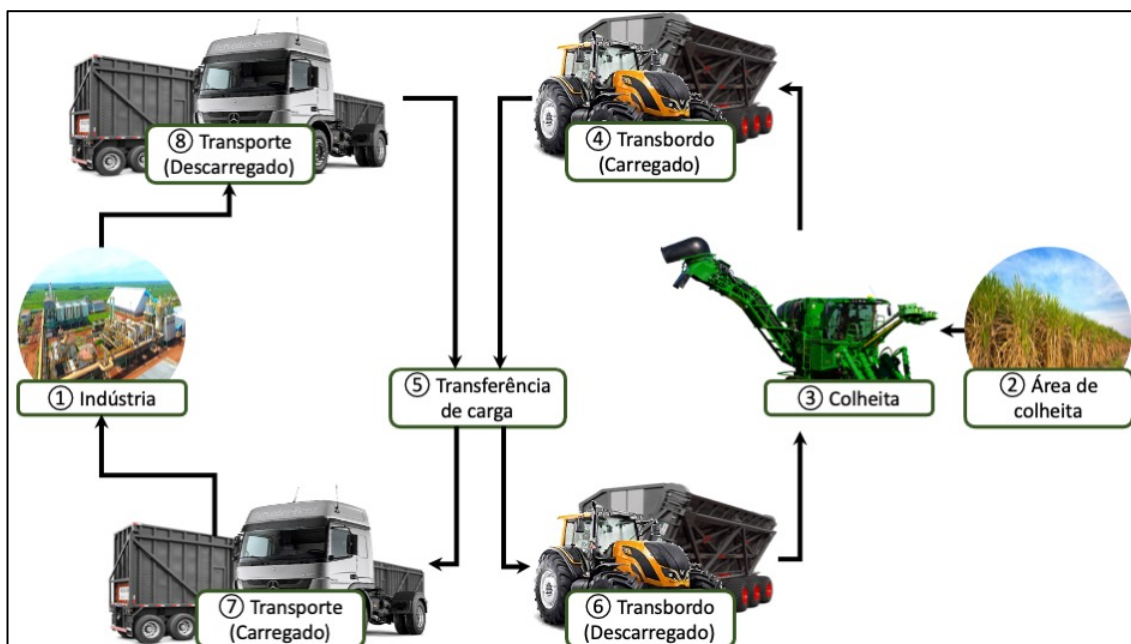 ⑧ Transporte
(Descarregado)
④ Transbordo
(Carregado)
① Indústria
⑤ Transferência
de carga
③ Colheita
② Área de
colheita
⑦ Transporte
(Carregado)
⑥ Transbordo
(Descarregado)